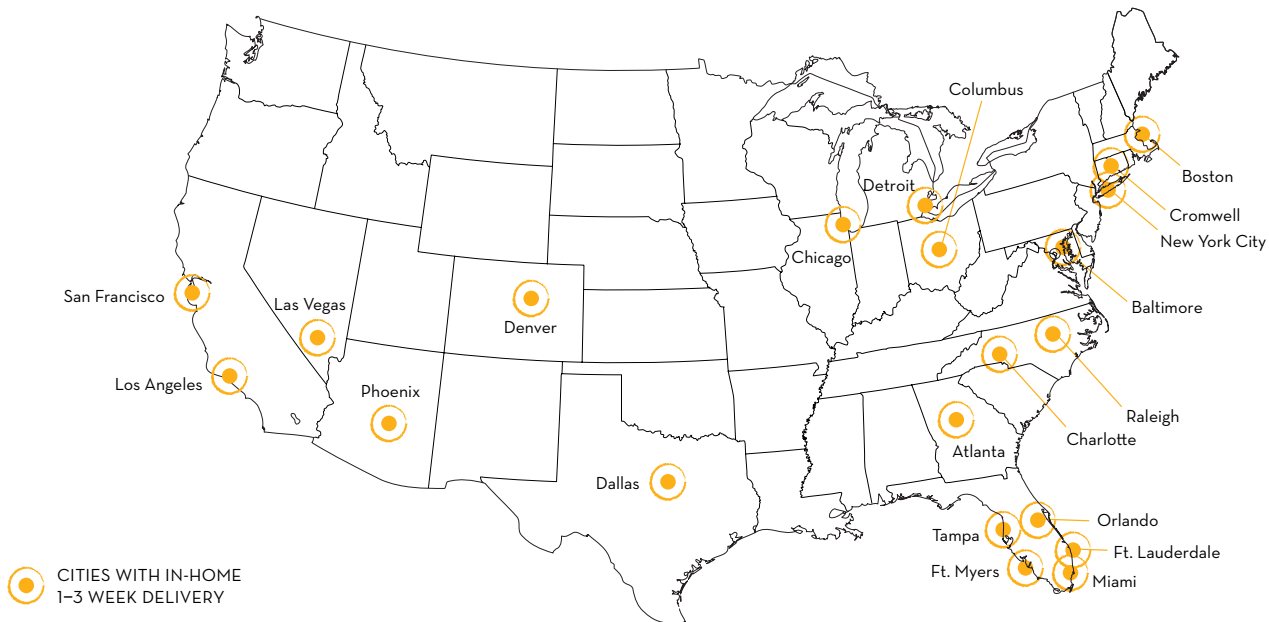 Columbus
Boston
Detroit
Cromwell
New York City
Chicago
San Francisco
Las Vegas
Denver
Baltimore
Los Angeles
Phoenix
Raleigh
Charlotte
Atlanta
Dallas
Orlando
Tampa
Ft. Lauderdale
Ft. Myers
Miami
CITIES WITH IN-HOME
1–3 WEEK DELIVERY